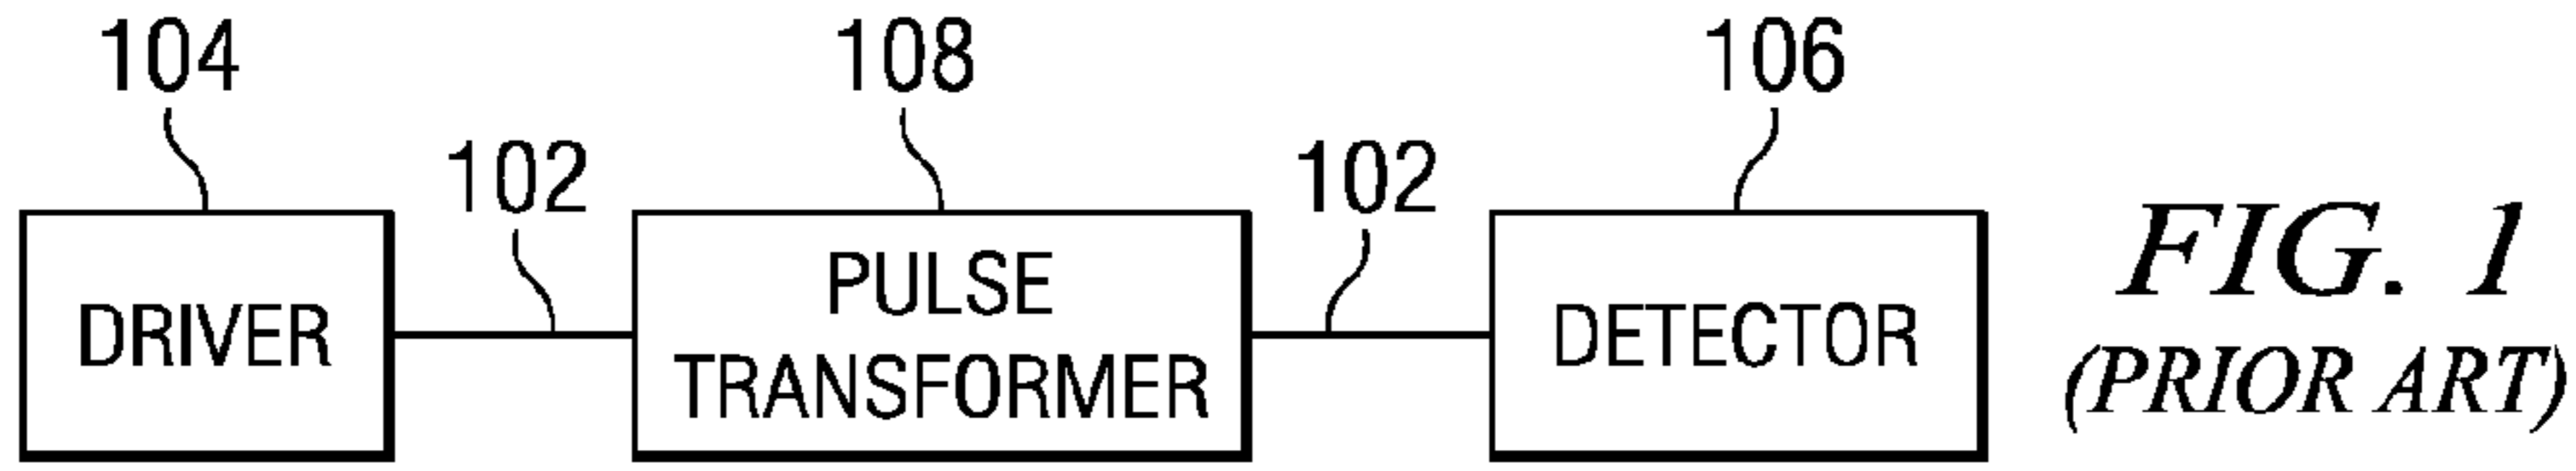 104
108
106
102
102
DRIVER
PULSE
TRANSFORMER
DETECTOR
FIG. 1
(PRIOR ART)